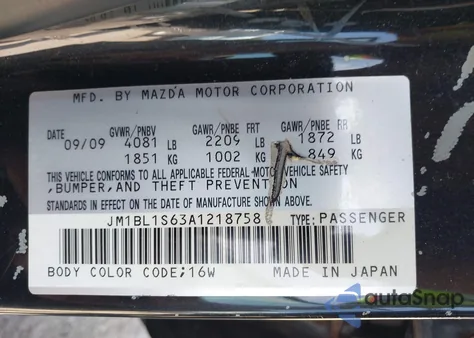 MFD. BY MAZDA MOTOR CORPORATION
GVWR/PNBV GAWR/PNBE FRT GAWR/PNBE RR
09/09 4081 LB 2209 LB 1872 LB
1851 KG 1002 KG 849 KG
THIS VEHICLE CONFORMS TO ALL APPLICABLE FEDERAL MOTOR VEHICLE SAFETY
,BUMPER,AND THEFT PREVENTION
STANDARDS IN EFFECT ON THE DATE OF MANUFACTURE SHOWN ABOVE.
JM1BL1S63A1218758 TYPE: PASSENGER
BODY COLOR CODE;16W MADE IN JAPAN
autoSnap